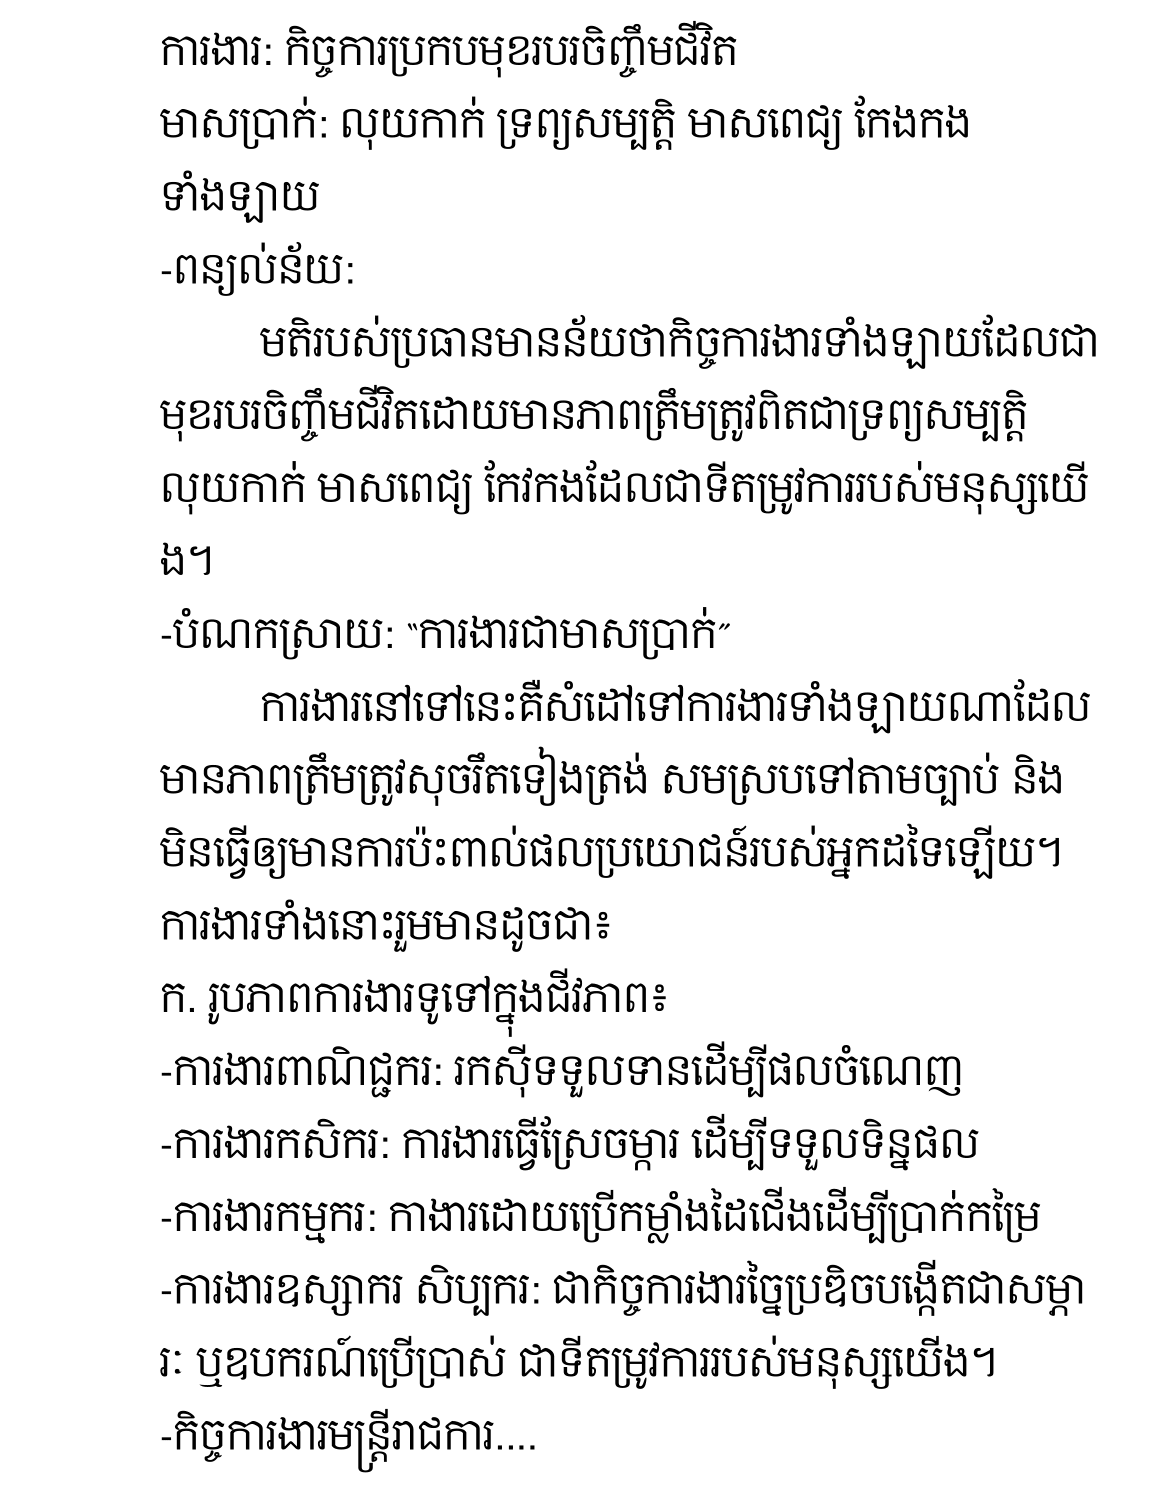 ការងារ: កិច្ចការប្រកបមុខរបរចិញ្ចឹមជីវិត
មាសប្រាក់: លុយកាក់ ទ្រព្យសម្បត្តិ មាសពេជ្យ កែងកង
ទាំងឡាយ
-ពន្យល់ន័យ:
មតិរបស់ប្រធានមានន័យថាកិច្ចការងារទាំងឡាយដែលជា
មុខរបរចិញ្ចឹមជីវិតដោយមានភាពត្រឹមត្រូវពិតជាទ្រព្យសម្បត្តិ
លុយកាក់ មាសពេជ្យ កែវកងដែលជាទីតម្រូវការរបស់មនុស្សយើ
ង។
-បំណកស្រាយ: “ការងារជាមាសប្រាក់”
ការងារនៅទៅនេះគឺសំដៅទៅការងារទាំងឡាយណាដែល
មានភាពត្រឹមត្រូវសុចរឹតទៀងត្រង់ សមស្របទៅតាមច្បាប់ និង
មិនធ្វើឲ្យមានការប៉ះពាល់ផលប្រយោជន៍របស់អ្នកដទៃឡើយ។
ការងារទាំងនោះរួមមានដូចជា៖
ក. រូបភាពការងារទូទៅក្នុងជីវភាព៖
-ការងារពាណិជ្ជករ: រកស៊ីទទួលទានដើម្បីផលចំណេញ
-ការងារកសិករ: ការងារធ្វើស្រែចម្ការ ដើម្បីទទួលទិន្នផល
-ការងារកម្មករ: កាងារដោយប្រើកម្លាំងដៃជើងដើម្បីប្រាក់កម្រៃ
-ការងារឧស្សាករ សិប្បករ: ជាកិច្ចការងារច្នៃប្រឌិចបង្កើតជាសម្ភា
រៈ ឬឧបករណ៍ប្រើប្រាស់ ជាទីតម្រូវការរបស់មនុស្សយើង។
-កិច្ចការងារមន្ត្រីរាជការ....